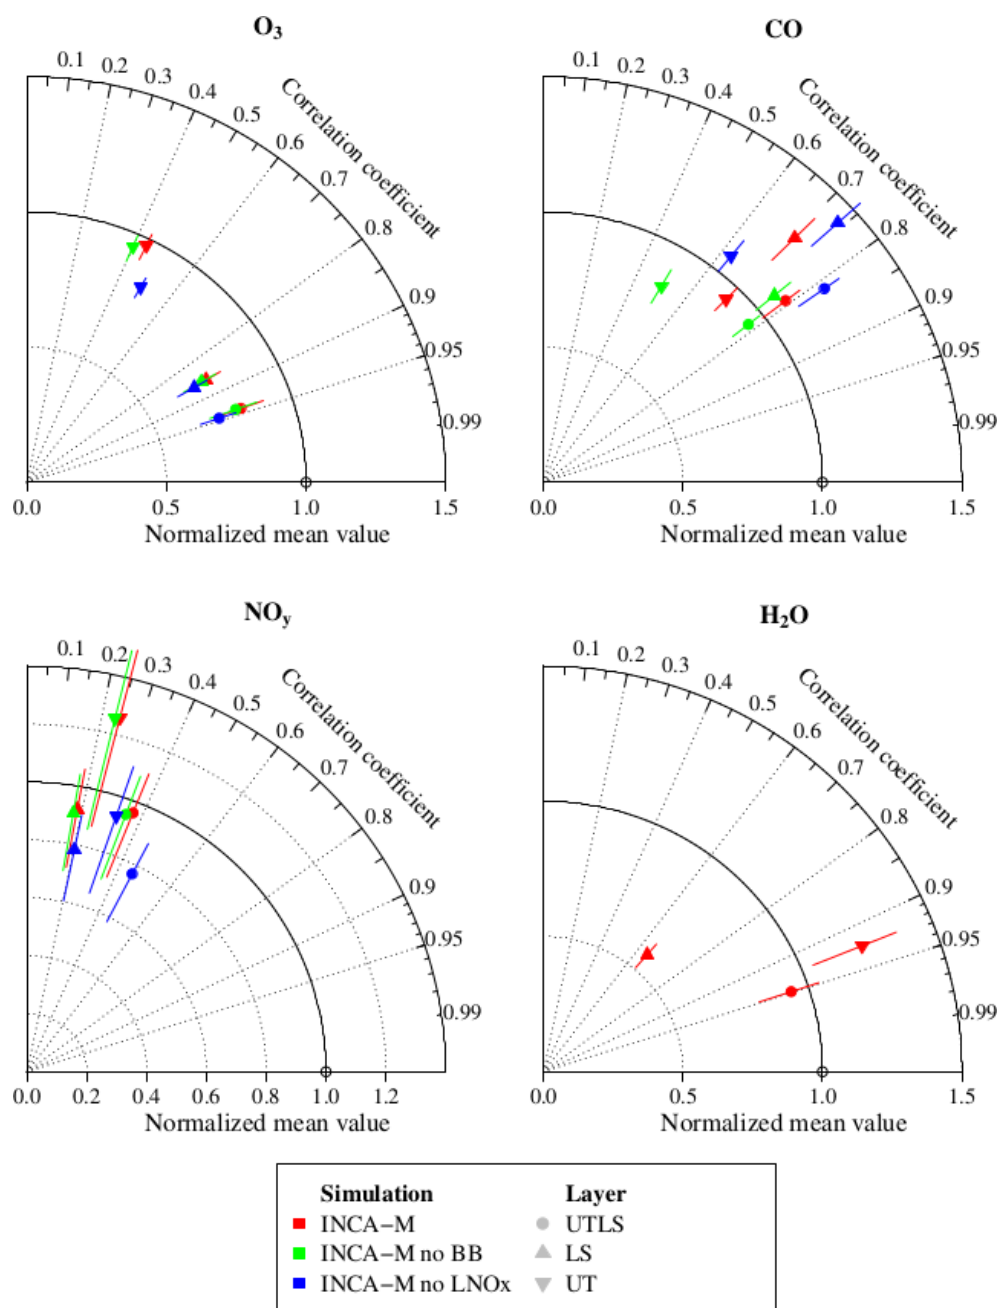 O3
0.1
0.2
0.3
0.4
0.5
0.6
0.7
0.8
0.9
0.95
0.99
Correlation coefficient
0.0 0.5 1.0 1.5
Normalized mean value
CO
0.1
0.2
0.3
0.4
0.5
0.6
0.7
0.8
0.9
0.95
0.99
Correlation coefficient
0.0 0.5 1.0 1.5
Normalized mean value
NOy
0.1
0.2
0.3
0.4
0.5
0.6
0.7
0.8
0.9
0.95
0.99
Correlation coefficient
0.0 0.2 0.4 0.6 0.8 1.0 1.2
Normalized mean value
H2O
0.1
0.2
0.3
0.4
0.5
0.6
0.7
0.8
0.9
0.95
0.99
Correlation coefficient
0.0 0.5 1.0 1.5
Normalized mean value
Simulation
INCA−M
INCA−M no BB
INCA−M no LNOx
Layer
UTLS
LS
UT